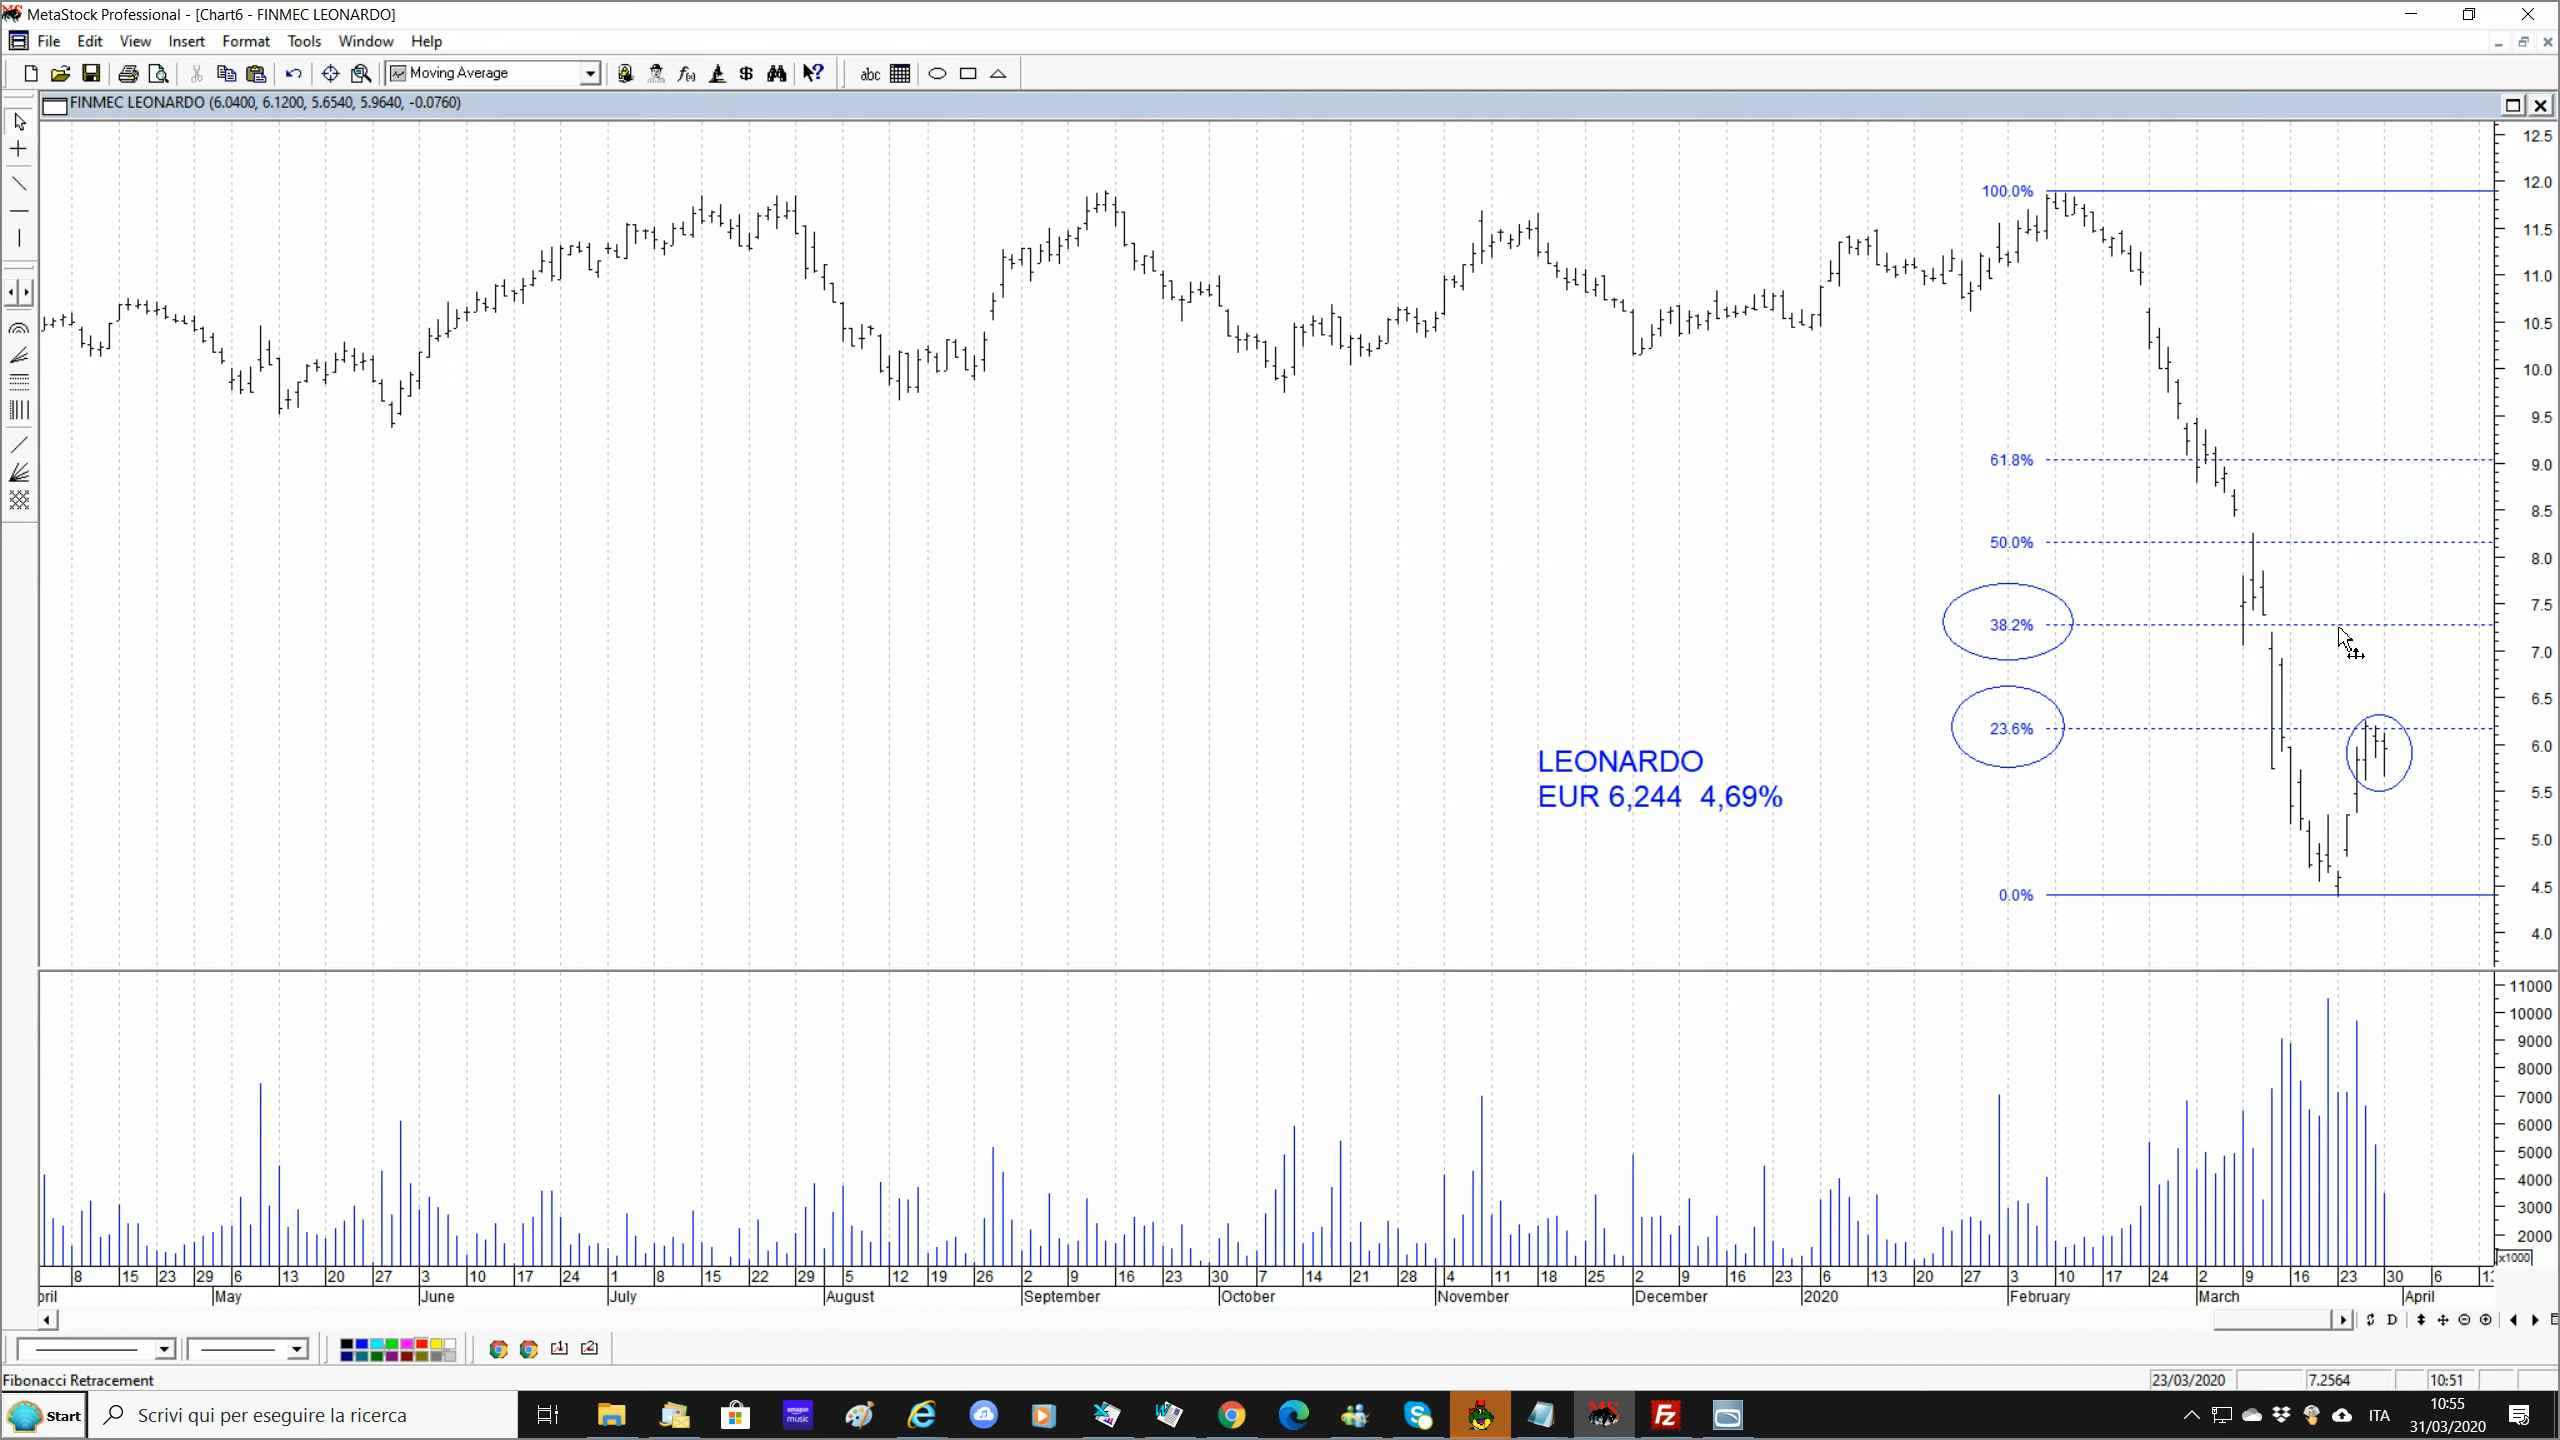 MetaStock Professional - [Chart6 - FINMEC LEONARDO]
File Edit View Insert Format Tools Window Help
Moving Average
abc
FINMEC LEONARDO (6.0400, 6.1200, 5.6540, 5.9640, -0.0760)
12.5
12.0
11.5
11.0
10.5
10.0
9.5
9.0
8.5
8.0
7.5
7.0
6.5
6.0
5.5
5.0
4.5
4.0
100.0%
61.8%
50.0%
38.2%
23.6%
0.0%
LEONARDO
EUR 6,244 4,69%
11000
10000
9000
8000
7000
6000
5000
4000
3000
2000
x1000
8 15 23 29 6 13 20 27 3 10 17 24 1 8 15 22 29 5 12 19 26 2 9 16 23 30 7 14 21 28 4 11 18 25 2 9 16 23 6 13 20 27 3 10 17 24 2 9 16 23 30 6
May June July August September October November December 2020 February March April
D
Fibonacci Retracement
23/03/2020 7.2564 10:51
Start
Scrivi qui per eseguire la ricerca
amazon music
ITA
10:55
31/03/2020